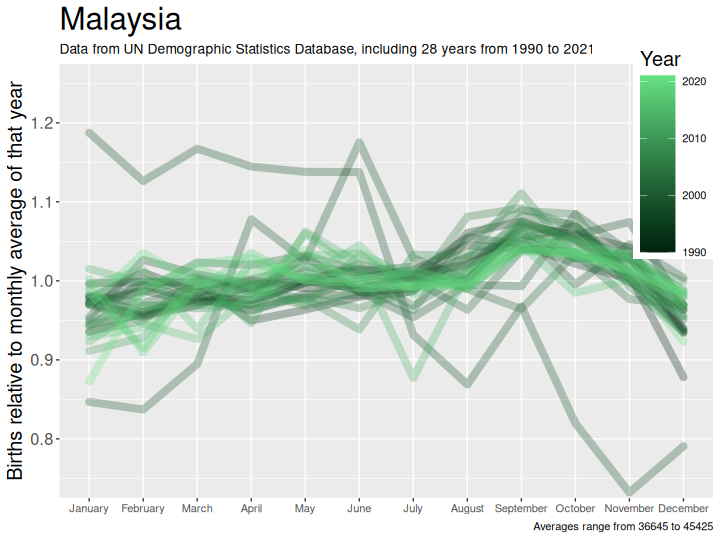 Malaysia
Data from UN Demographic Statistics Database, including 28 years from 1990 to 2021
Year
2020
2010
2000
1990
Births relative to monthly average of that year
1.2
1.1
1.0
0.9
0.8
January February March April May June July August September October November December
Averages range from 36645 to 45425